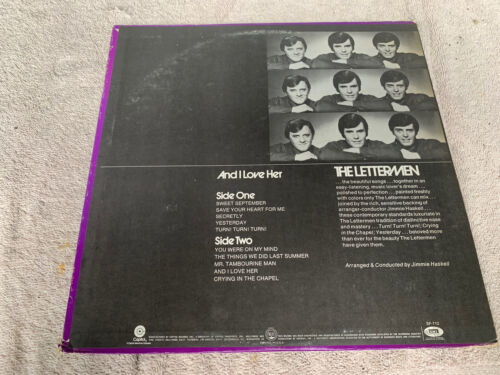 And I Love Her
Side One
SWEET SEPTEMBER
SAVE YOUR HEART FOR ME
SECRETLY
YESTERDAY
TURN! TURN! TURN!
Side Two
YOU WERE ON MY MIND
THE THINGS WE DID LAST SUMMER
MR. TAMBOURINE MAN
AND I LOVE HER
CRYING IN THE CHAPEL
THE LETTERMEN
. . . the beautiful songs . . . together in an
easy-listening, music lover's dream . . .
polished to perfection . . . painted freshly
with colors only The Lettermen can mix . . .
joined by the rich, sensitive backing of
arranger-conductor Jimmie Haskell . . .
these contemporary standards luxuriate in
The Lettermen tradition of distinctive ease
and mastery . . . Turn! Turn! Turn!; Crying
in the Chapel; Yesterday . . . beloved more
than ever for the beauty The Lettermen
have given them.
Arranged & Conducted by Jimmie Haskell
Capitol
SF-712
EMI